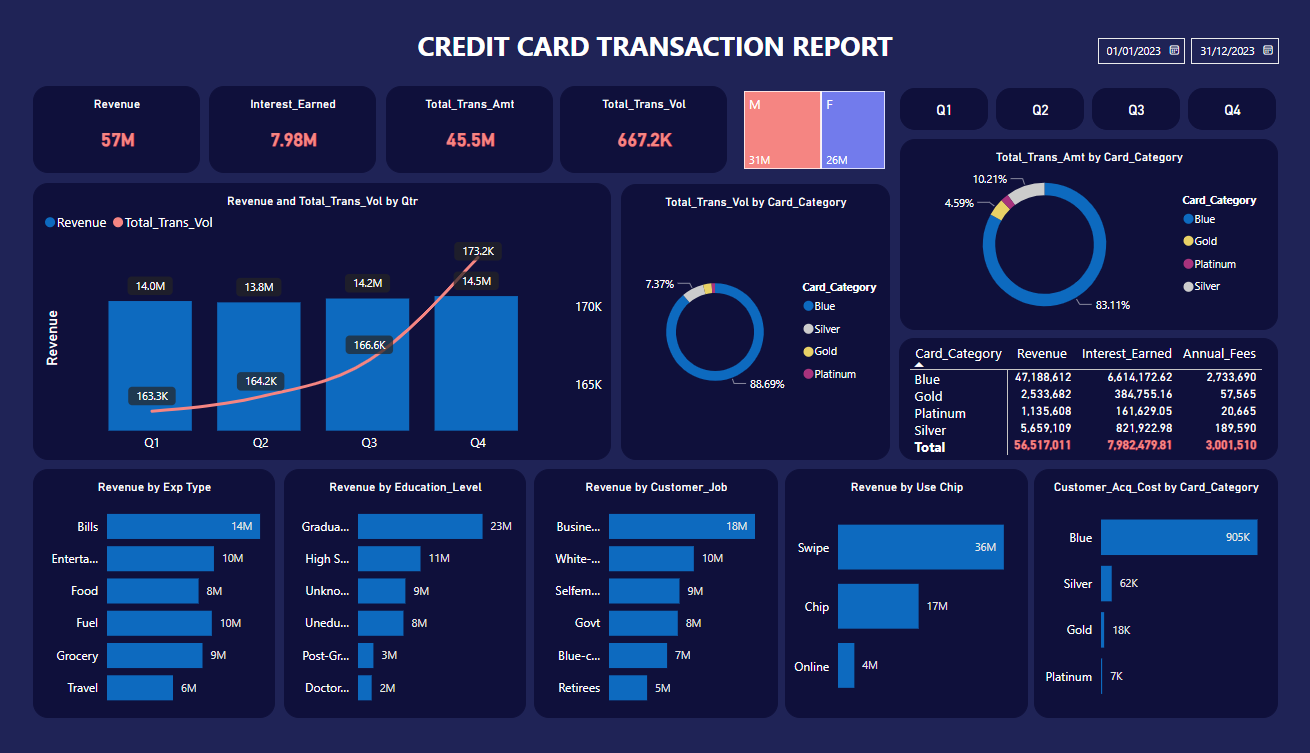 CREDIT CARD TRANSACTION REPORT
01/01/2023
31/12/2023
Revenue
57M
Interest_Earned
7.98M
Total_Trans_Amt
45.5M
Total_Trans_Vol
667.2K
M
31M
F
26M
Q1
Q2
Q3
Q4
Revenue and Total_Trans_Vol by Qtr
Revenue Total_Trans_Vol
Revenue
14.0M
13.8M
14.2M
14.5M
163.3K
164.2K
166.6K
173.2K
170K
165K
Q1
Q2
Q3
Q4
Total_Trans_Vol by Card_Category
7.37%
88.69%
Card_Category
Blue
Silver
Gold
Platinum
Total_Trans_Amt by Card_Category
10.21%
4.59%
83.11%
Card_Category
Blue
Gold
Platinum
Silver
Card_Category Revenue Interest_Earned Annual_Fees
Blue 47,188,612 6,614,172.62 2,733,690
Gold 2,533,682 384,755.16 57,565
Platinum 1,135,608 161,629.05 20,665
Silver 5,659,109 821,922.98 189,590
Total 56,517,011 7,982,479.81 3,001,510
Revenue by Exp Type
Bills 14M
Enterta... 10M
Food 8M
Fuel 10M
Grocery 9M
Travel 6M
Revenue by Education_Level
Gradua... 23M
High S... 11M
Unkno... 9M
Unedu... 8M
Post-Gr... 3M
Doctor... 2M
Revenue by Customer_Job
Busine... 18M
White-... 10M
Selfem... 9M
Govt 8M
Blue-c... 7M
Retirees 5M
Revenue by Use Chip
Swipe 36M
Chip 17M
Online 4M
Customer_Acq_Cost by Card_Category
Blue 905K
Silver 62K
Gold 18K
Platinum 7K